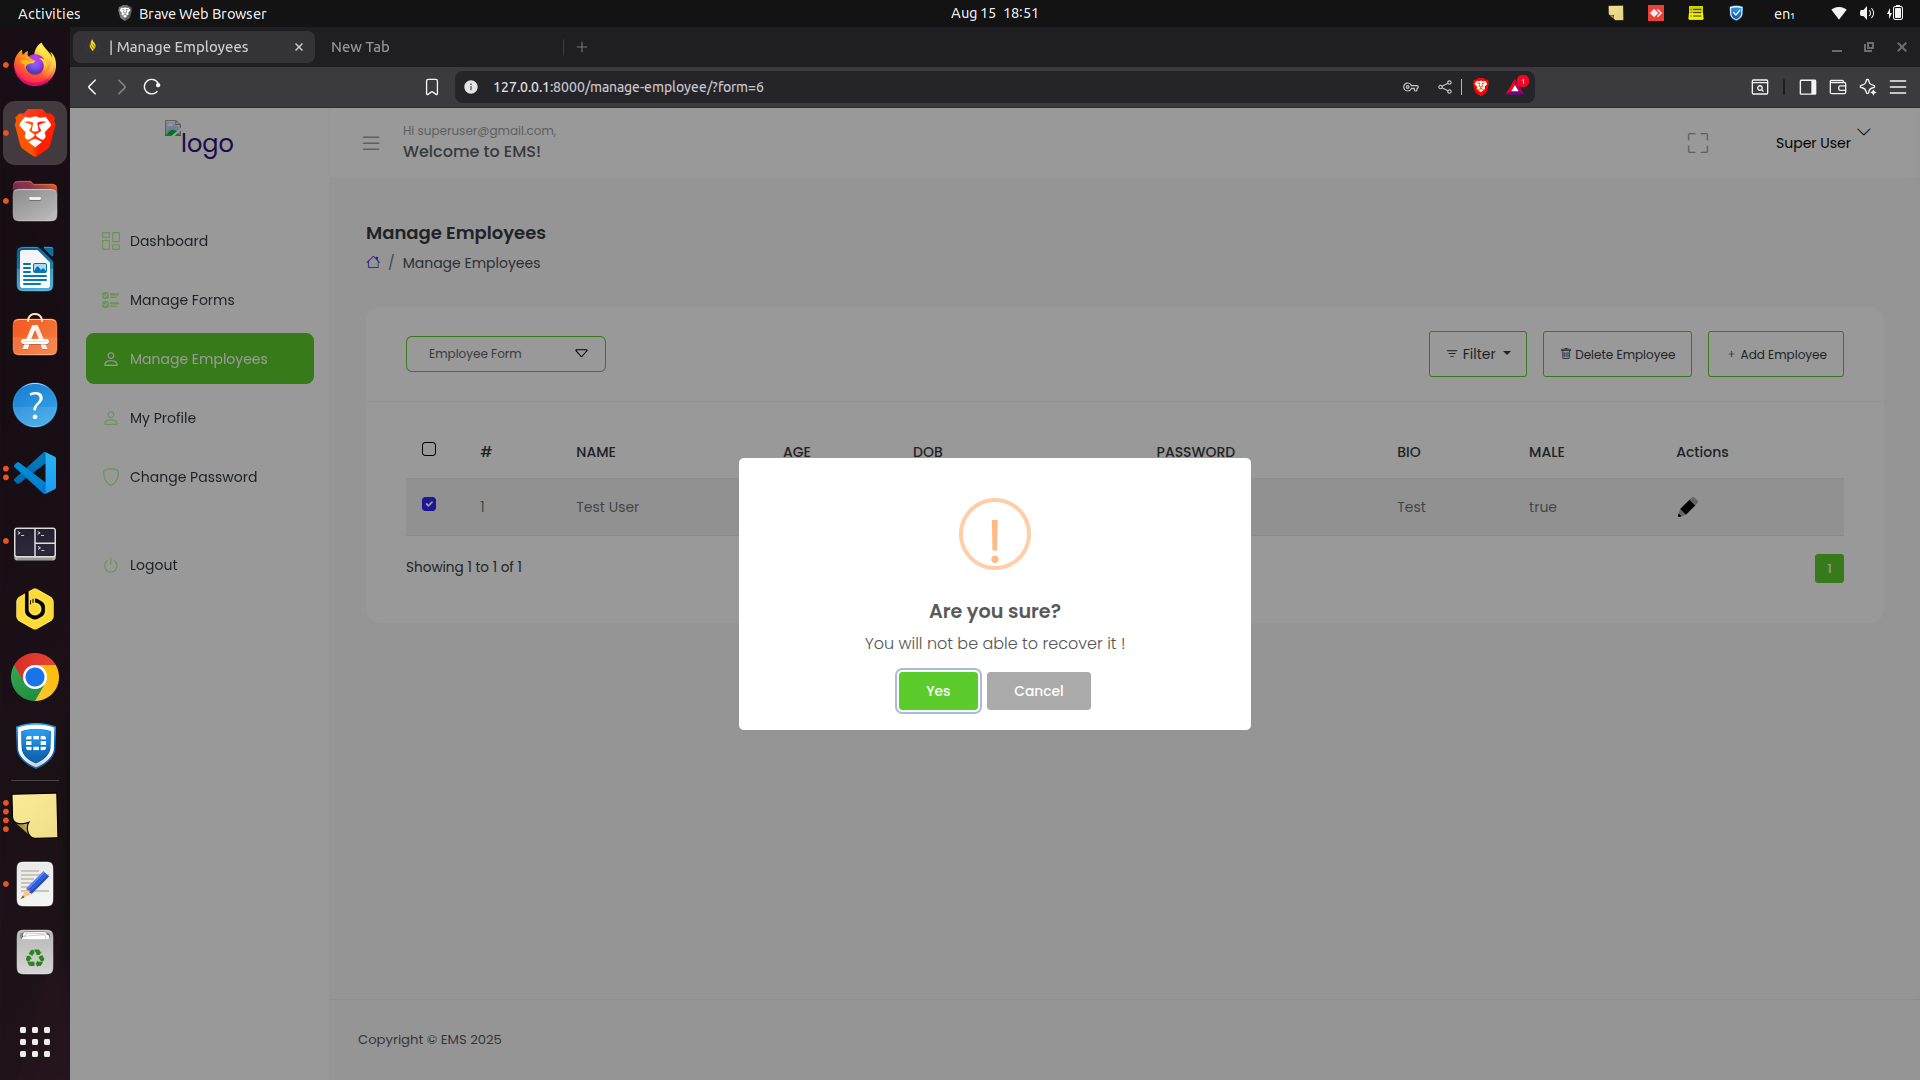 Activities
Brave Web Browser
Aug 15 18:51
en₁
| Manage Employees
New Tab
127.0.0.1:8000/manage-employee/?form=6
1
logo
Hi superuser@gmail.com,
Welcome to EMS!
Super User
Dashboard
Manage Forms
Manage Employees
My Profile
Change Password
Logout
Manage Employees
/ Manage Employees
Employee Form
Filter
Delete Employee
+ Add Employee
# NAME AGE DOB PASSWORD BIO MALE Actions
1 Test User Test true
Showing 1 to 1 of 1
1
!
Are you sure?
You will not be able to recover it !
Yes
Cancel
Copyright © EMS 2025